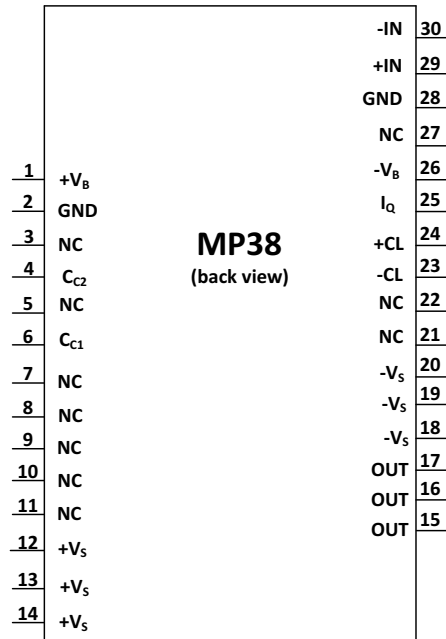 -IN 30
+IN 29
GND 28
NC 27
1 +VB
-VB 26
2 GND
IQ 25
MP38
(back view)
3 NC
+CL 24
4 CC2
-CL 23
5 NC
NC 22
6 CC1
NC 21
7 NC
-VS 20
8 NC
-VS 19
9 NC
-VS 18
10 NC
OUT 17
11 NC
OUT 16
12 +VS
OUT 15
13 +VS
14 +VS